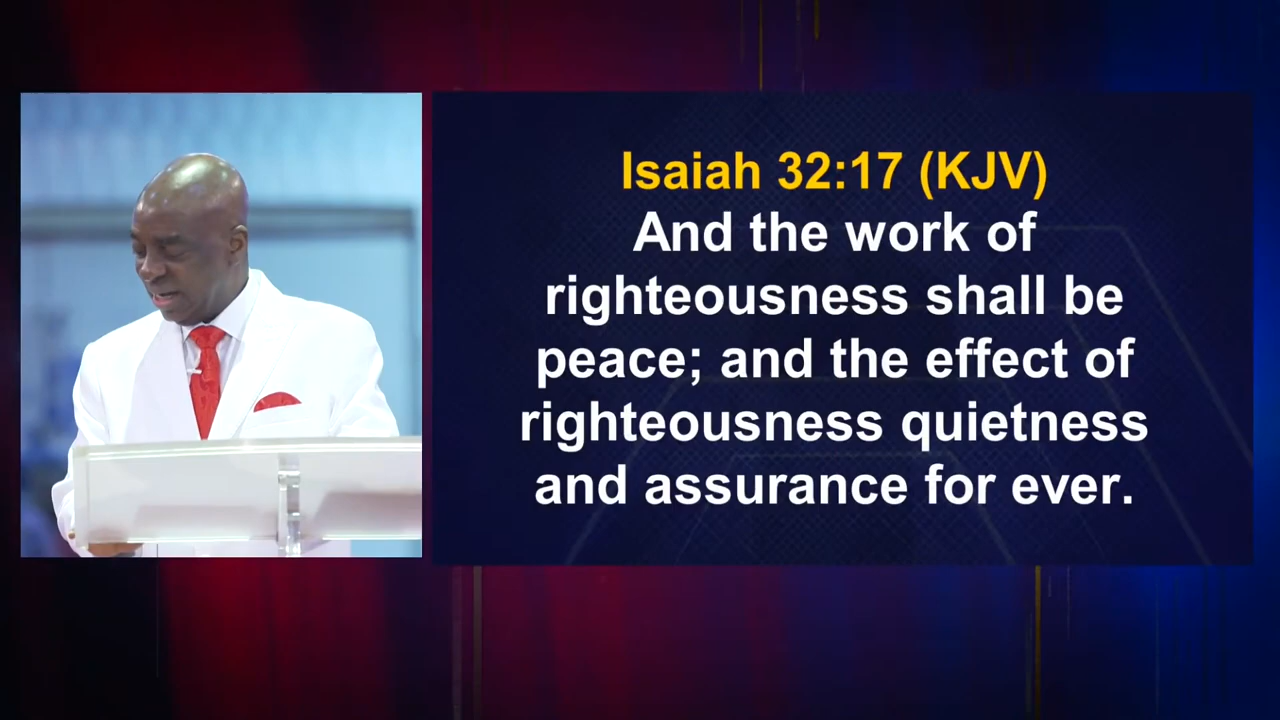 Isaiah 32:17 (KJV)
And the work of
righteousness shall be
peace; and the effect of
righteousness quietness
and assurance for ever.